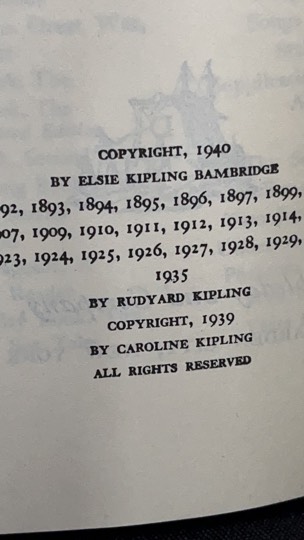 COPYRIGHT, 1940
BY ELSIE KIPLING BAMBRIDGE
92, 1893, 1894, 1895, 1896, 1897, 1899,
07, 1909, 1910, 1911, 1912, 1913, 1914,
923, 1924, 1925, 1926, 1927, 1928, 1929,
1935
BY RUDYARD KIPLING
COPYRIGHT, 1939
BY CAROLINE KIPLING
ALL RIGHTS RESERVED